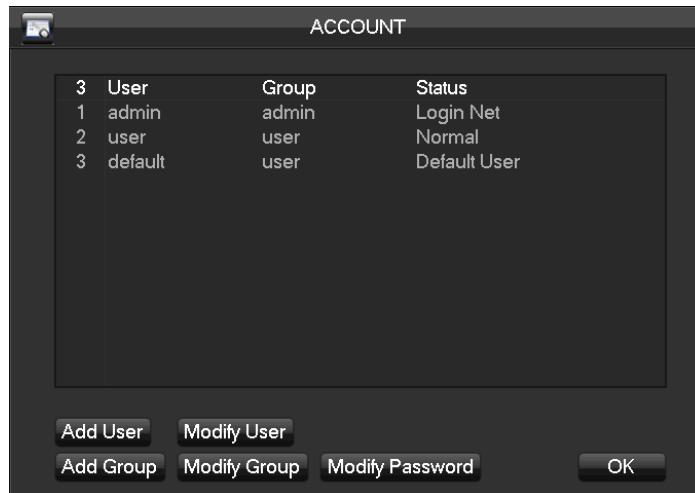 ACCOUNT
3 User Group Status
1 admin admin Login Net
2 user user Normal
3 default user Default User
Add User Modify User
Add Group Modify Group Modify Password OK